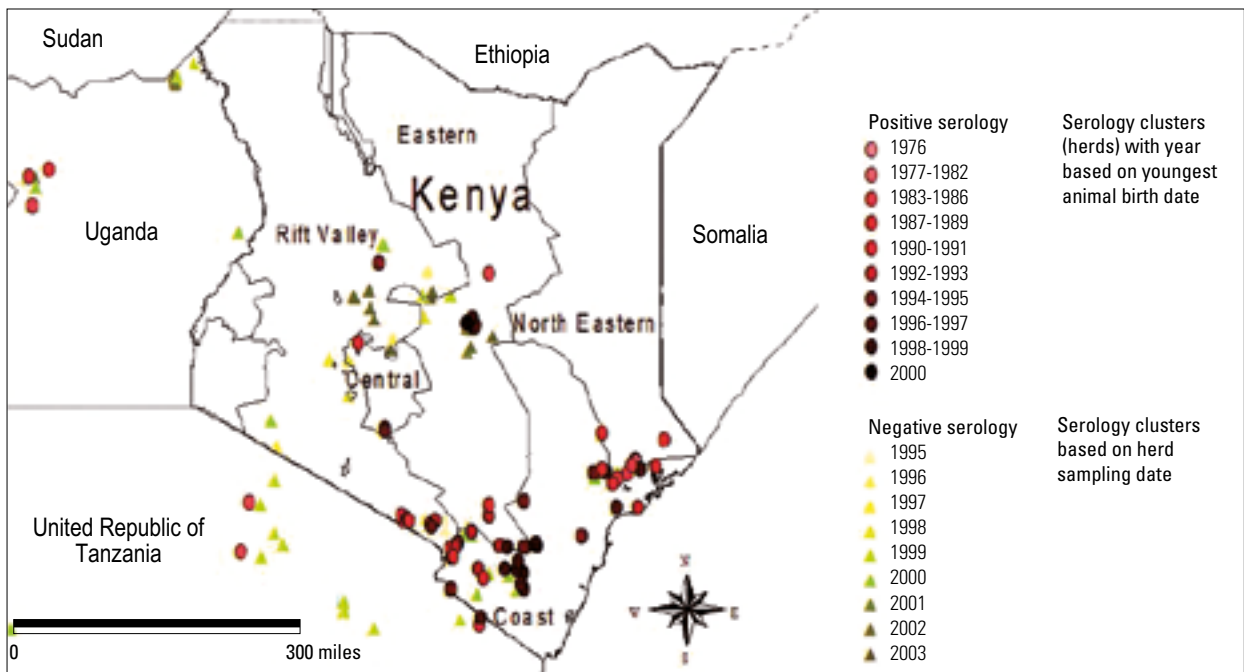 Sudan
Ethiopia
Eastern
Kenya
Uganda
Rift Valley
Somalia
North Eastern
Central
United Republic of
Tanzania
Coast
0
300 miles
Positive serology
1976
1977-1982
1983-1986
1987-1989
1990-1991
1992-1993
1994-1995
1996-1997
1998-1999
2000
Serology clusters
(herds) with year
based on youngest
animal birth date
Negative serology
1995
1996
1997
1998
1999
2000
2001
2002
2003
Serology clusters
based on herd
sampling date